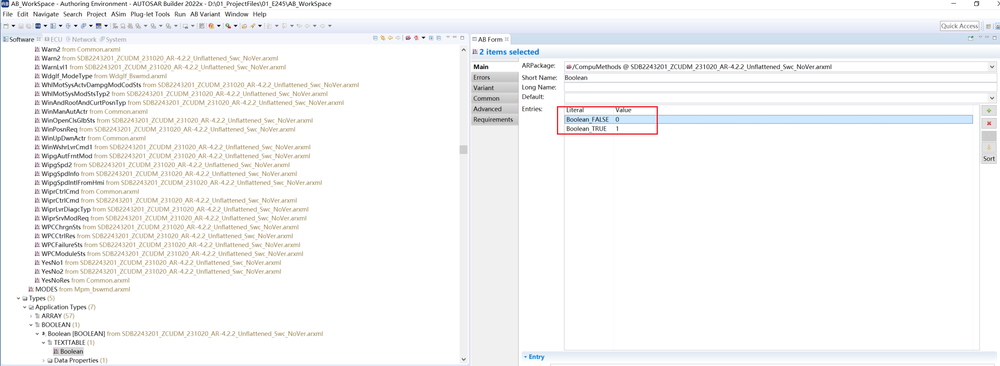 AB_WorkSpace - Authoring Environment - AUTOSAR Builder 2022x - D:\01_ProjectFiles\01_E245\AB_WorkSpace
File Edit Navigate Search Project ASim Plug-let Tools Run AB Variant Window Help
Quick Access
Software ECU Network System
Warn2 from Common.arxml
Warn2 from SDB2243201_ZCUDM_231020_AR-4.2.2_Unflattened_Swc_NoVer.arxml
WarnLvl1 from SDB2243201_ZCUDM_231020_AR-4.2.2_Unflattened_Swc_NoVer.arxml
WdgIf_ModeType from WdgIf_Bswmd.arxml
WhlMotSysActvDampgModCodSts from SDB2243201_ZCUDM_231020_AR-4.2.2_Unflattened_Swc_NoVer.arxml
WhlMotSysModStsTyp2 from SDB2243201_ZCUDM_231020_AR-4.2.2_Unflattened_Swc_NoVer.arxml
WinAndRoofAndCurtPosnTyp from SDB2243201_ZCUDM_231020_AR-4.2.2_Unflattened_Swc_NoVer.arxml
WinManAutActr from Common.arxml
WinOpenClsGlbSts from SDB2243201_ZCUDM_231020_AR-4.2.2_Unflattened_Swc_NoVer.arxml
WinPosnReq from SDB2243201_ZCUDM_231020_AR-4.2.2_Unflattened_Swc_NoVer.arxml
WinUpDwnActr from Common.arxml
WinWshrLvrCmd1 from SDB2243201_ZCUDM_231020_AR-4.2.2_Unflattened_Swc_NoVer.arxml
WipgAutFrntMod from SDB2243201_ZCUDM_231020_AR-4.2.2_Unflattened_Swc_NoVer.arxml
WipgSpd2 from SDB2243201_ZCUDM_231020_AR-4.2.2_Unflattened_Swc_NoVer.arxml
WipgSpdInfo from SDB2243201_ZCUDM_231020_AR-4.2.2_Unflattened_Swc_NoVer.arxml
WipgSpdIntlFromHmi from SDB2243201_ZCUDM_231020_AR-4.2.2_Unflattened_Swc_NoVer.arxml
WiprCtrlCmd from Common.arxml
WiprCtrlCmd from SDB2243201_ZCUDM_231020_AR-4.2.2_Unflattened_Swc_NoVer.arxml
WiprLvrDiagcTyp from SDB2243201_ZCUDM_231020_AR-4.2.2_Unflattened_Swc_NoVer.arxml
WiprSrvModReq from SDB2243201_ZCUDM_231020_AR-4.2.2_Unflattened_Swc_NoVer.arxml
WPCChrgnSts from SDB2243201_ZCUDM_231020_AR-4.2.2_Unflattened_Swc_NoVer.arxml
WPCCtrlRes from SDB2243201_ZCUDM_231020_AR-4.2.2_Unflattened_Swc_NoVer.arxml
WPCFailureSts from SDB2243201_ZCUDM_231020_AR-4.2.2_Unflattened_Swc_NoVer.arxml
WPCModuleSts from SDB2243201_ZCUDM_231020_AR-4.2.2_Unflattened_Swc_NoVer.arxml
YesNo1 from SDB2243201_ZCUDM_231020_AR-4.2.2_Unflattened_Swc_NoVer.arxml
YesNo2 from SDB2243201_ZCUDM_231020_AR-4.2.2_Unflattened_Swc_NoVer.arxml
YesNoRes from Common.arxml
MODES from Mpm_bswmd.arxml
Types (5)
Application Types (7)
ARRAY (57)
BOOLEAN (1)
Boolean [BOOLEAN] from SDB2243201_ZCUDM_231020_AR-4.2.2_Unflattened_Swc_NoVer.arxml
TEXTTABLE (1)
Boolean
Data Properties (1)
AB Form
2 items selected
Main
Errors
Variant
Common
Advanced
Requirements
ARPackage: /CompuMethods @ SDB2243201_ZCUDM_231020_AR-4.2.2_Unflattened_Swc_NoVer.arxml
Short Name: Boolean
Long Name:
Default:
Entries: Literal Value
Boolean_FALSE 0
Boolean_TRUE 1
Sort
Entry